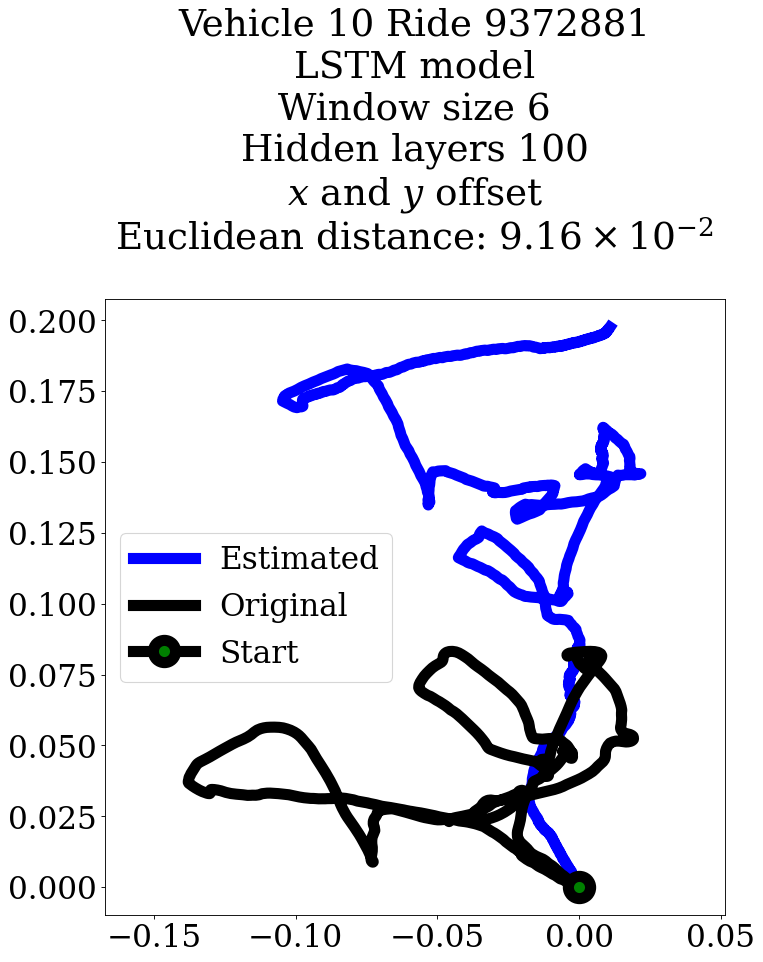 Vehicle 10 Ride 9372881
LSTM model
Window size 6
Hidden layers 100
x and y offset
Euclidean distance: 9.16 × 10⁻²
0.200
0.175
0.150
0.125
0.100
0.075
0.050
0.025
0.000
Estimated
Original
Start
−0.15
−0.10
−0.05
0.00
0.05